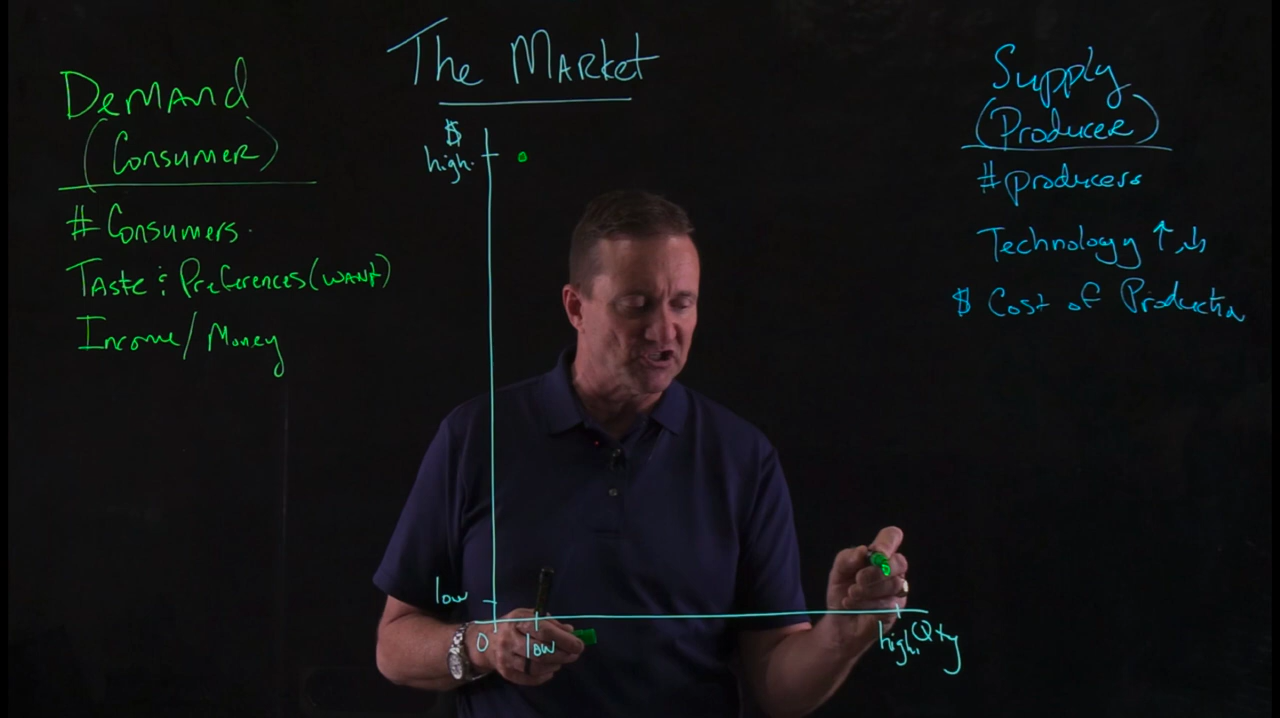 The Market
Demand
(Consumer)
# Consumers.
Taste & Preferences (want)
Income/Money
$
high.
low
0
low
high.
Qty
Supply
(Producer)
# producers
Technology ↑↓
$ Cost of Production